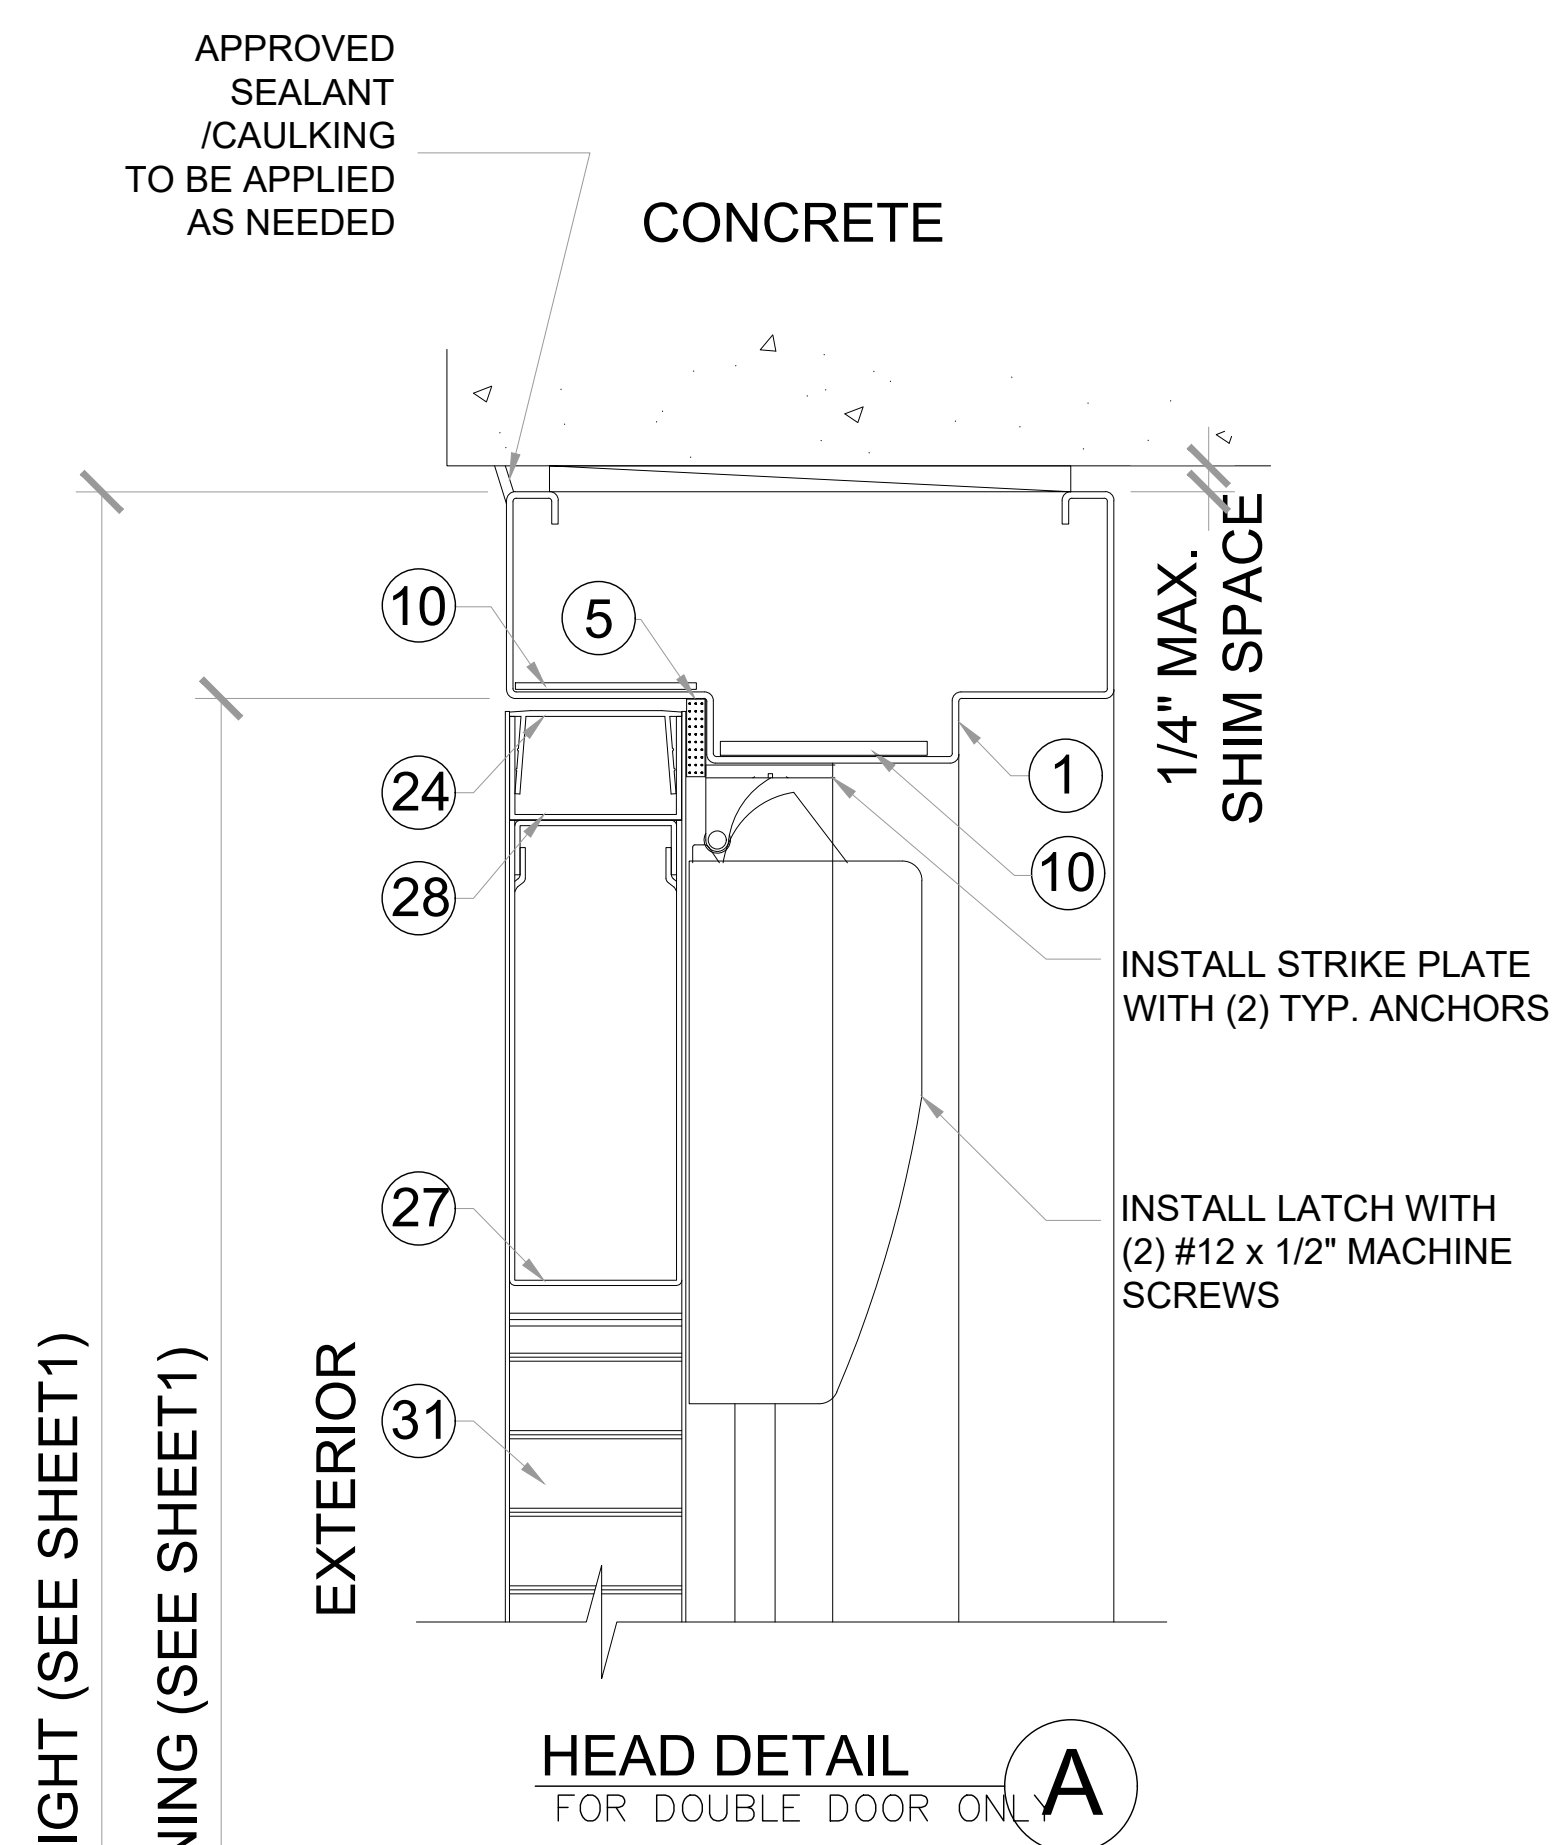 APPROVED
SEALANT
/CAULKING
TO BE APPLIED
AS NEEDED
CONCRETE
10
5
24
28
1
10
1/4" MAX.
SHIM SPACE
INSTALL STRIKE PLATE
WITH (2) TYP. ANCHORS
27
INSTALL LATCH WITH
(2) #12 x 1/2" MACHINE
SCREWS
31
EXTERIOR
IGHT (SEE SHEET1)
NING (SEE SHEET1)
HEAD DETAIL
FOR DOUBLE DOOR ONLY
A